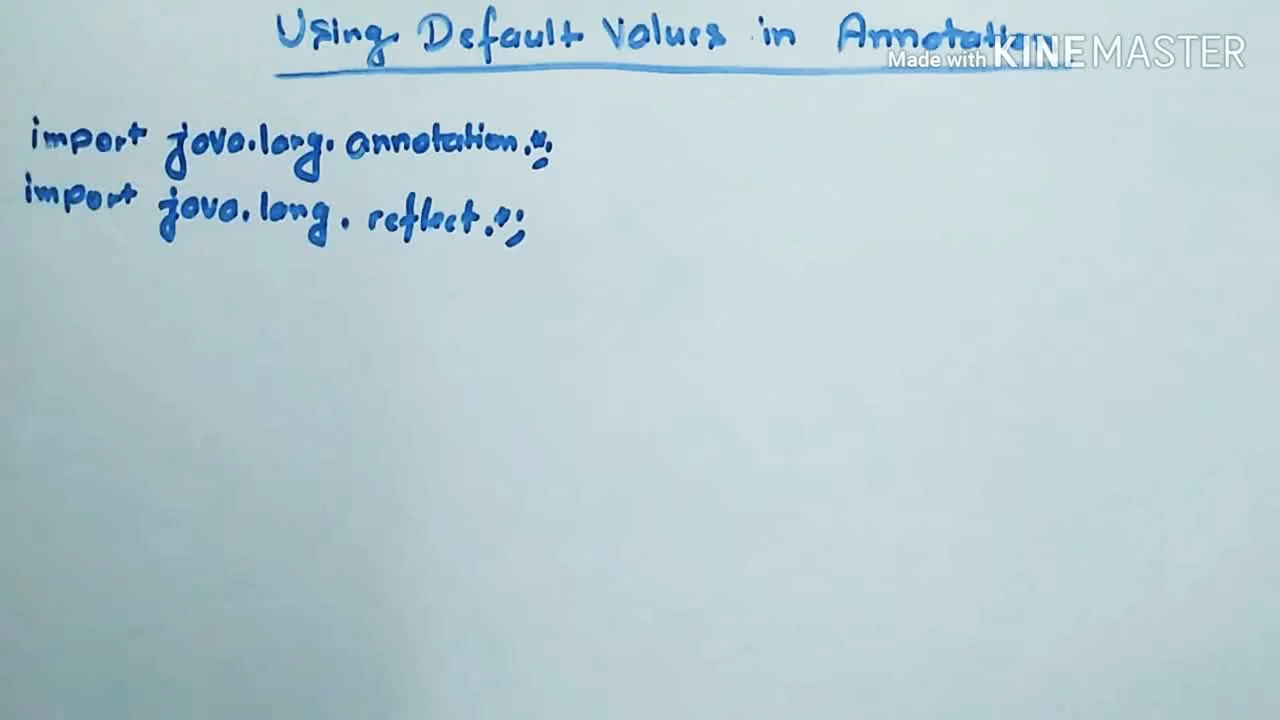 Using Default Values in Annotation
Made with KINEMASTER
import java.lang.annotation.*;
import java.lang.reflect.*;